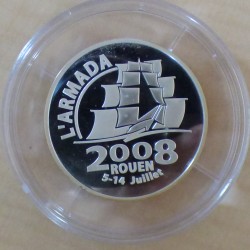 L'ARMADA
2008
ROUEN
5-14 Juillet